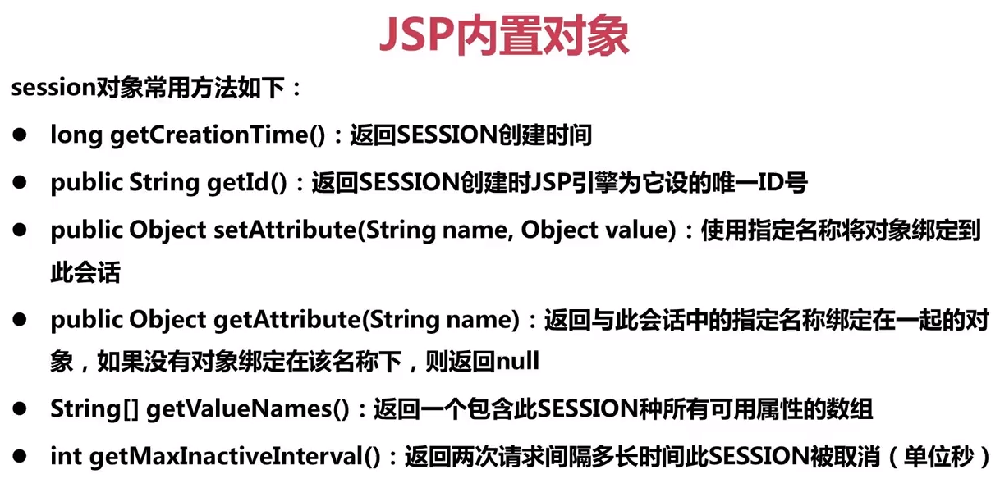 JSP内置对象
session对象常用方法如下：
● long getCreationTime()：返回SESSION创建时间
● public String getId()：返回SESSION创建时JSP引擎为它设的唯一ID号
● public Object setAttribute(String name, Object value)：使用指定名称将对象绑定到
此会话
● public Object getAttribute(String name)：返回与此会话中的指定名称绑定在一起的对
象，如果没有对象绑定在该名称下，则返回null
● String[] getValueNames()：返回一个包含此SESSION种所有可用属性的数组
● int getMaxInactiveInterval()：返回两次请求间隔多长时间此SESSION被取消（单位秒）